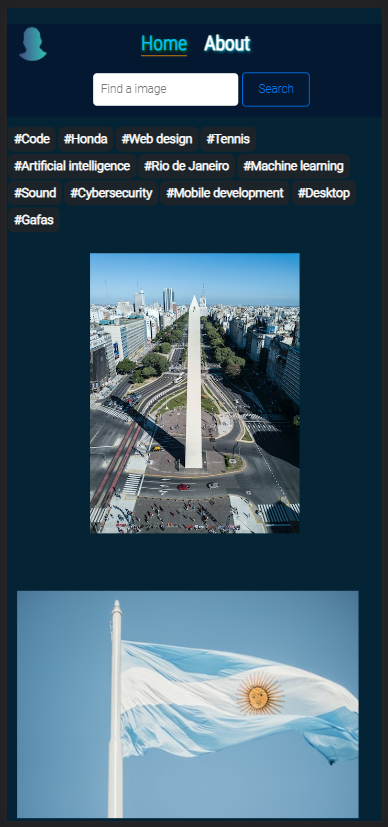 Home About
Find a image Search
#Code #Honda #Web design #Tennis
#Artificial intelligence #Rio de Janeiro #Machine learning
#Sound #Cybersecurity #Mobile development #Desktop
#Gafas